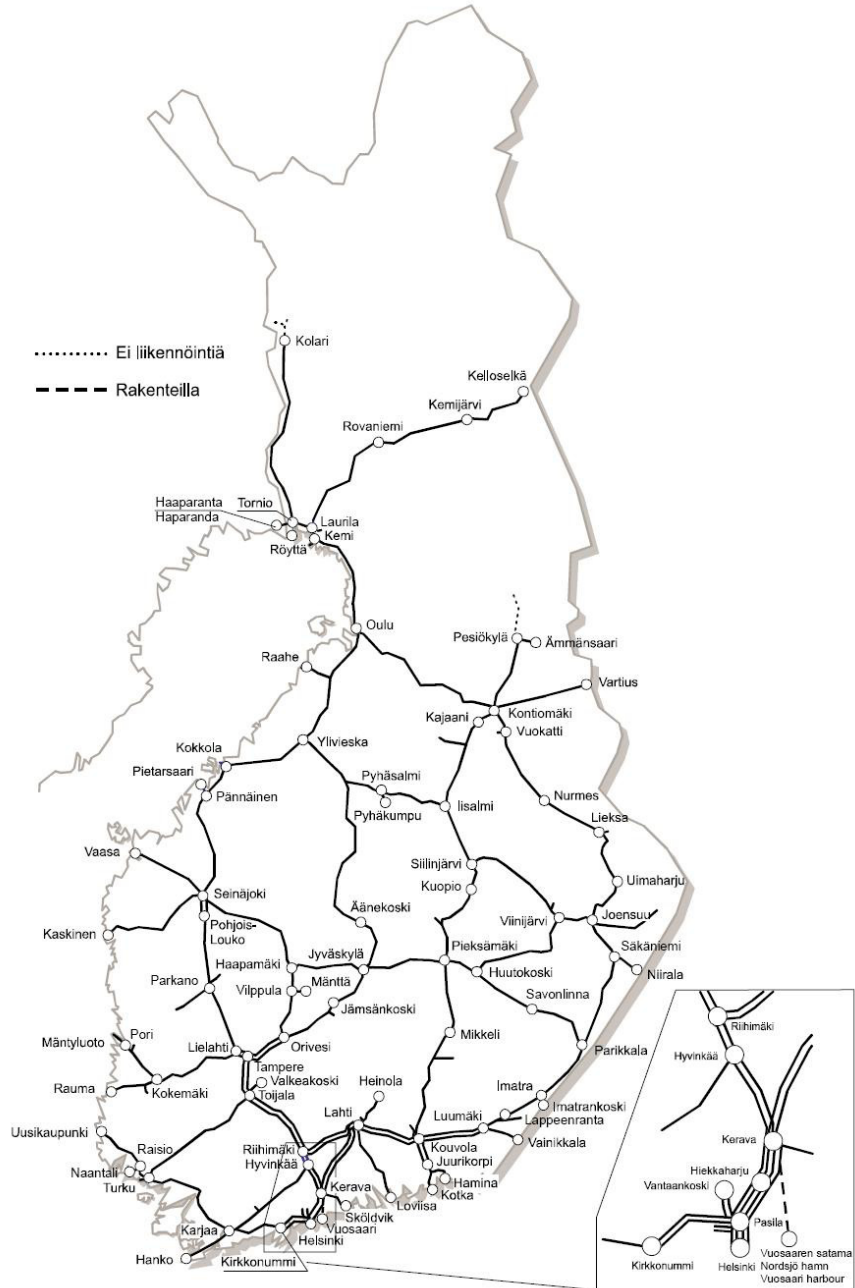 Kolari
Ei liikennöintiä
Rakenteilla
Kelloselkä
Kemijärvi
Rovaniemi
Haaparanta
Haparanda
Tornio
Laurila
Kemi
Röyttä
Oulu
Pesiökylä
Ämmänsaari
Raahe
Vartius
Kajaani
Kontiomäki
Vuokatti
Ylivieska
Kokkola
Pietarsaari
Pännäinen
Pyhäsalmi
Pyhäkumpu
Iisalmi
Nurmes
Lieksa
Vaasa
Siilinjärvi
Kuopio
Uimaharju
Seinäjoki
Pohjois-
Louko
Kaskinen
Äänekoski
Viinijärvi
Joensuu
Haapamäki
Jyväskylä
Pieksämäki
Huutokoski
Säkäniemi
Niirala
Parkano
Vilppula
Mänttä
Jämsänkoski
Savonlinna
Mäntyluoto
Pori
Lielahti
Orivesi
Mikkeli
Parikkala
Tampere
Valkeakoski
Toijala
Rauma
Kokemäki
Heinola
Imatra
Imatrankoski
Lappeenranta
Luumäki
Lahti
Vainikkala
Uusikaupunki
Raisio
Naantali
Turku
Riihimäki
Hyvinkää
Kouvola
Juurikorpi
Hamina
Kotka
Kerava
Loviisa
Sköldvik
Vuosaari
Helsinki
Karjaa
Hanko
Kirkkonummi
Riihimäki
Hyvinkää
Kerava
Hiekkaharju
Vantaankoski
Pasila
Kirkkonummi
Helsinki
Vuosaaren satama
Nordsjö hamn
Vuosaari harbour